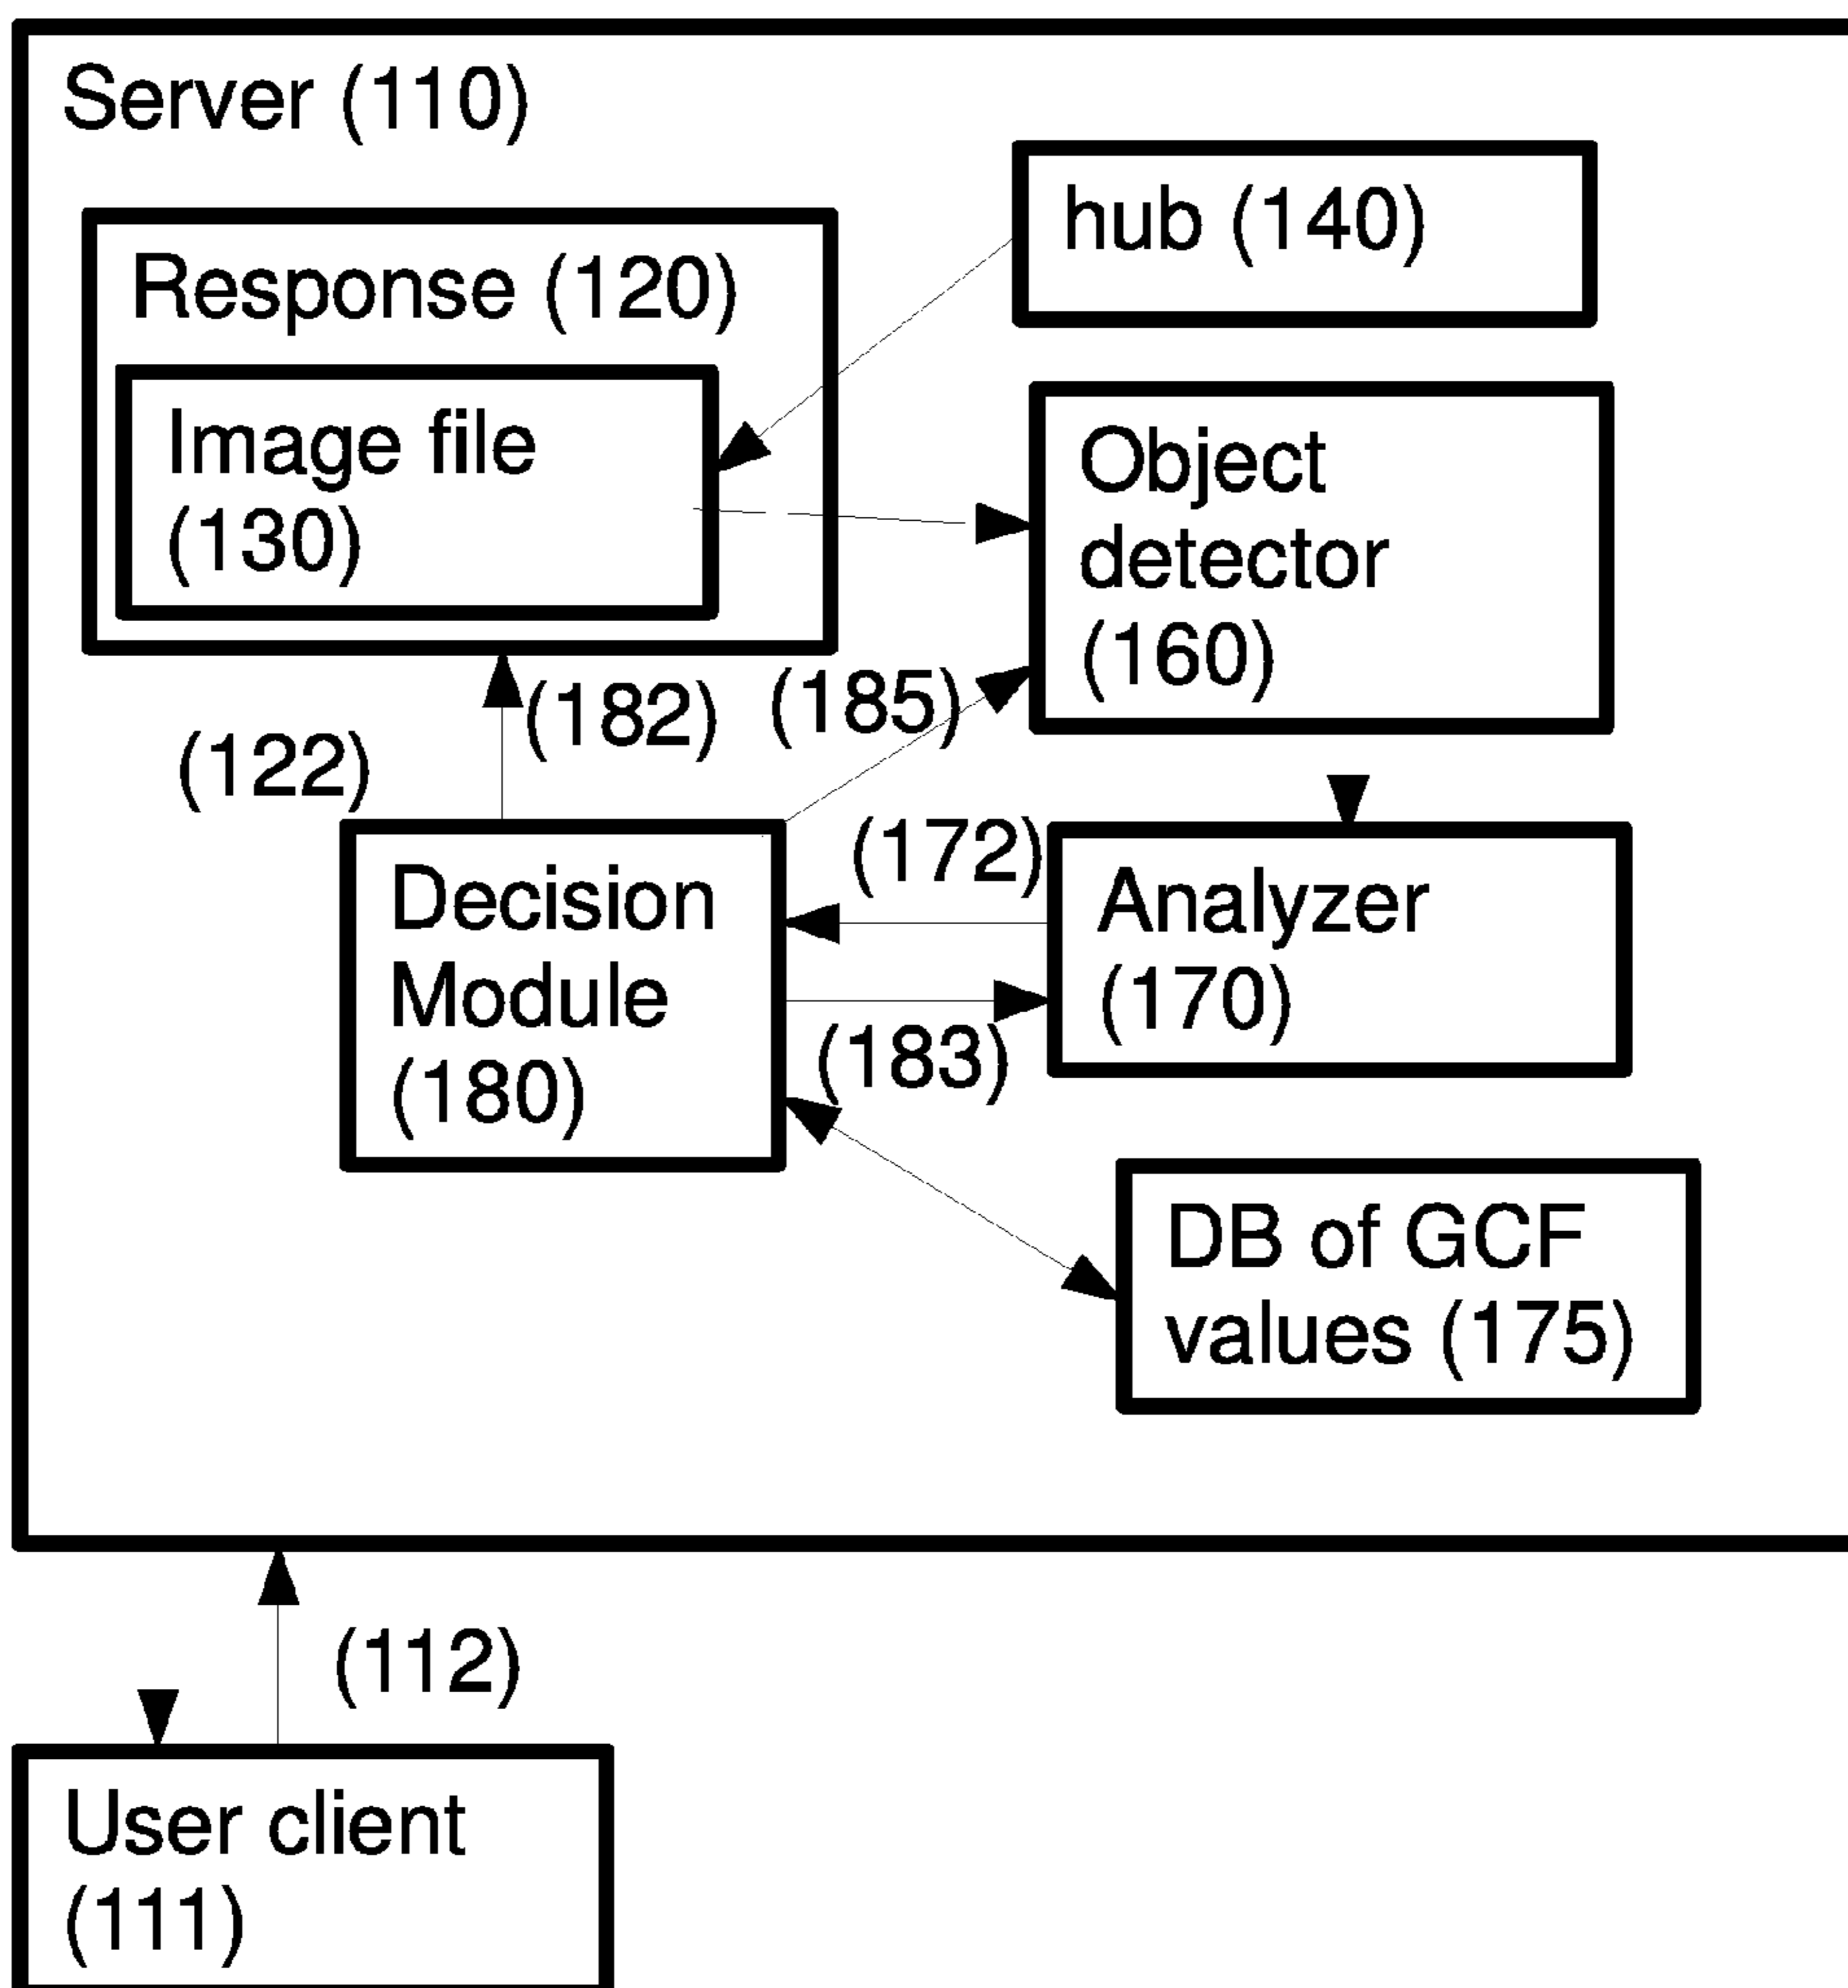 Server (110)
hub (140)
Response (120)
Image file
(130)
Object
detector
(160)
(182)
(185)
(122)
(172)
Decision
Module
(180)
Analyzer
(170)
(183)
DB of GCF
values (175)
(112)
User client
(111)